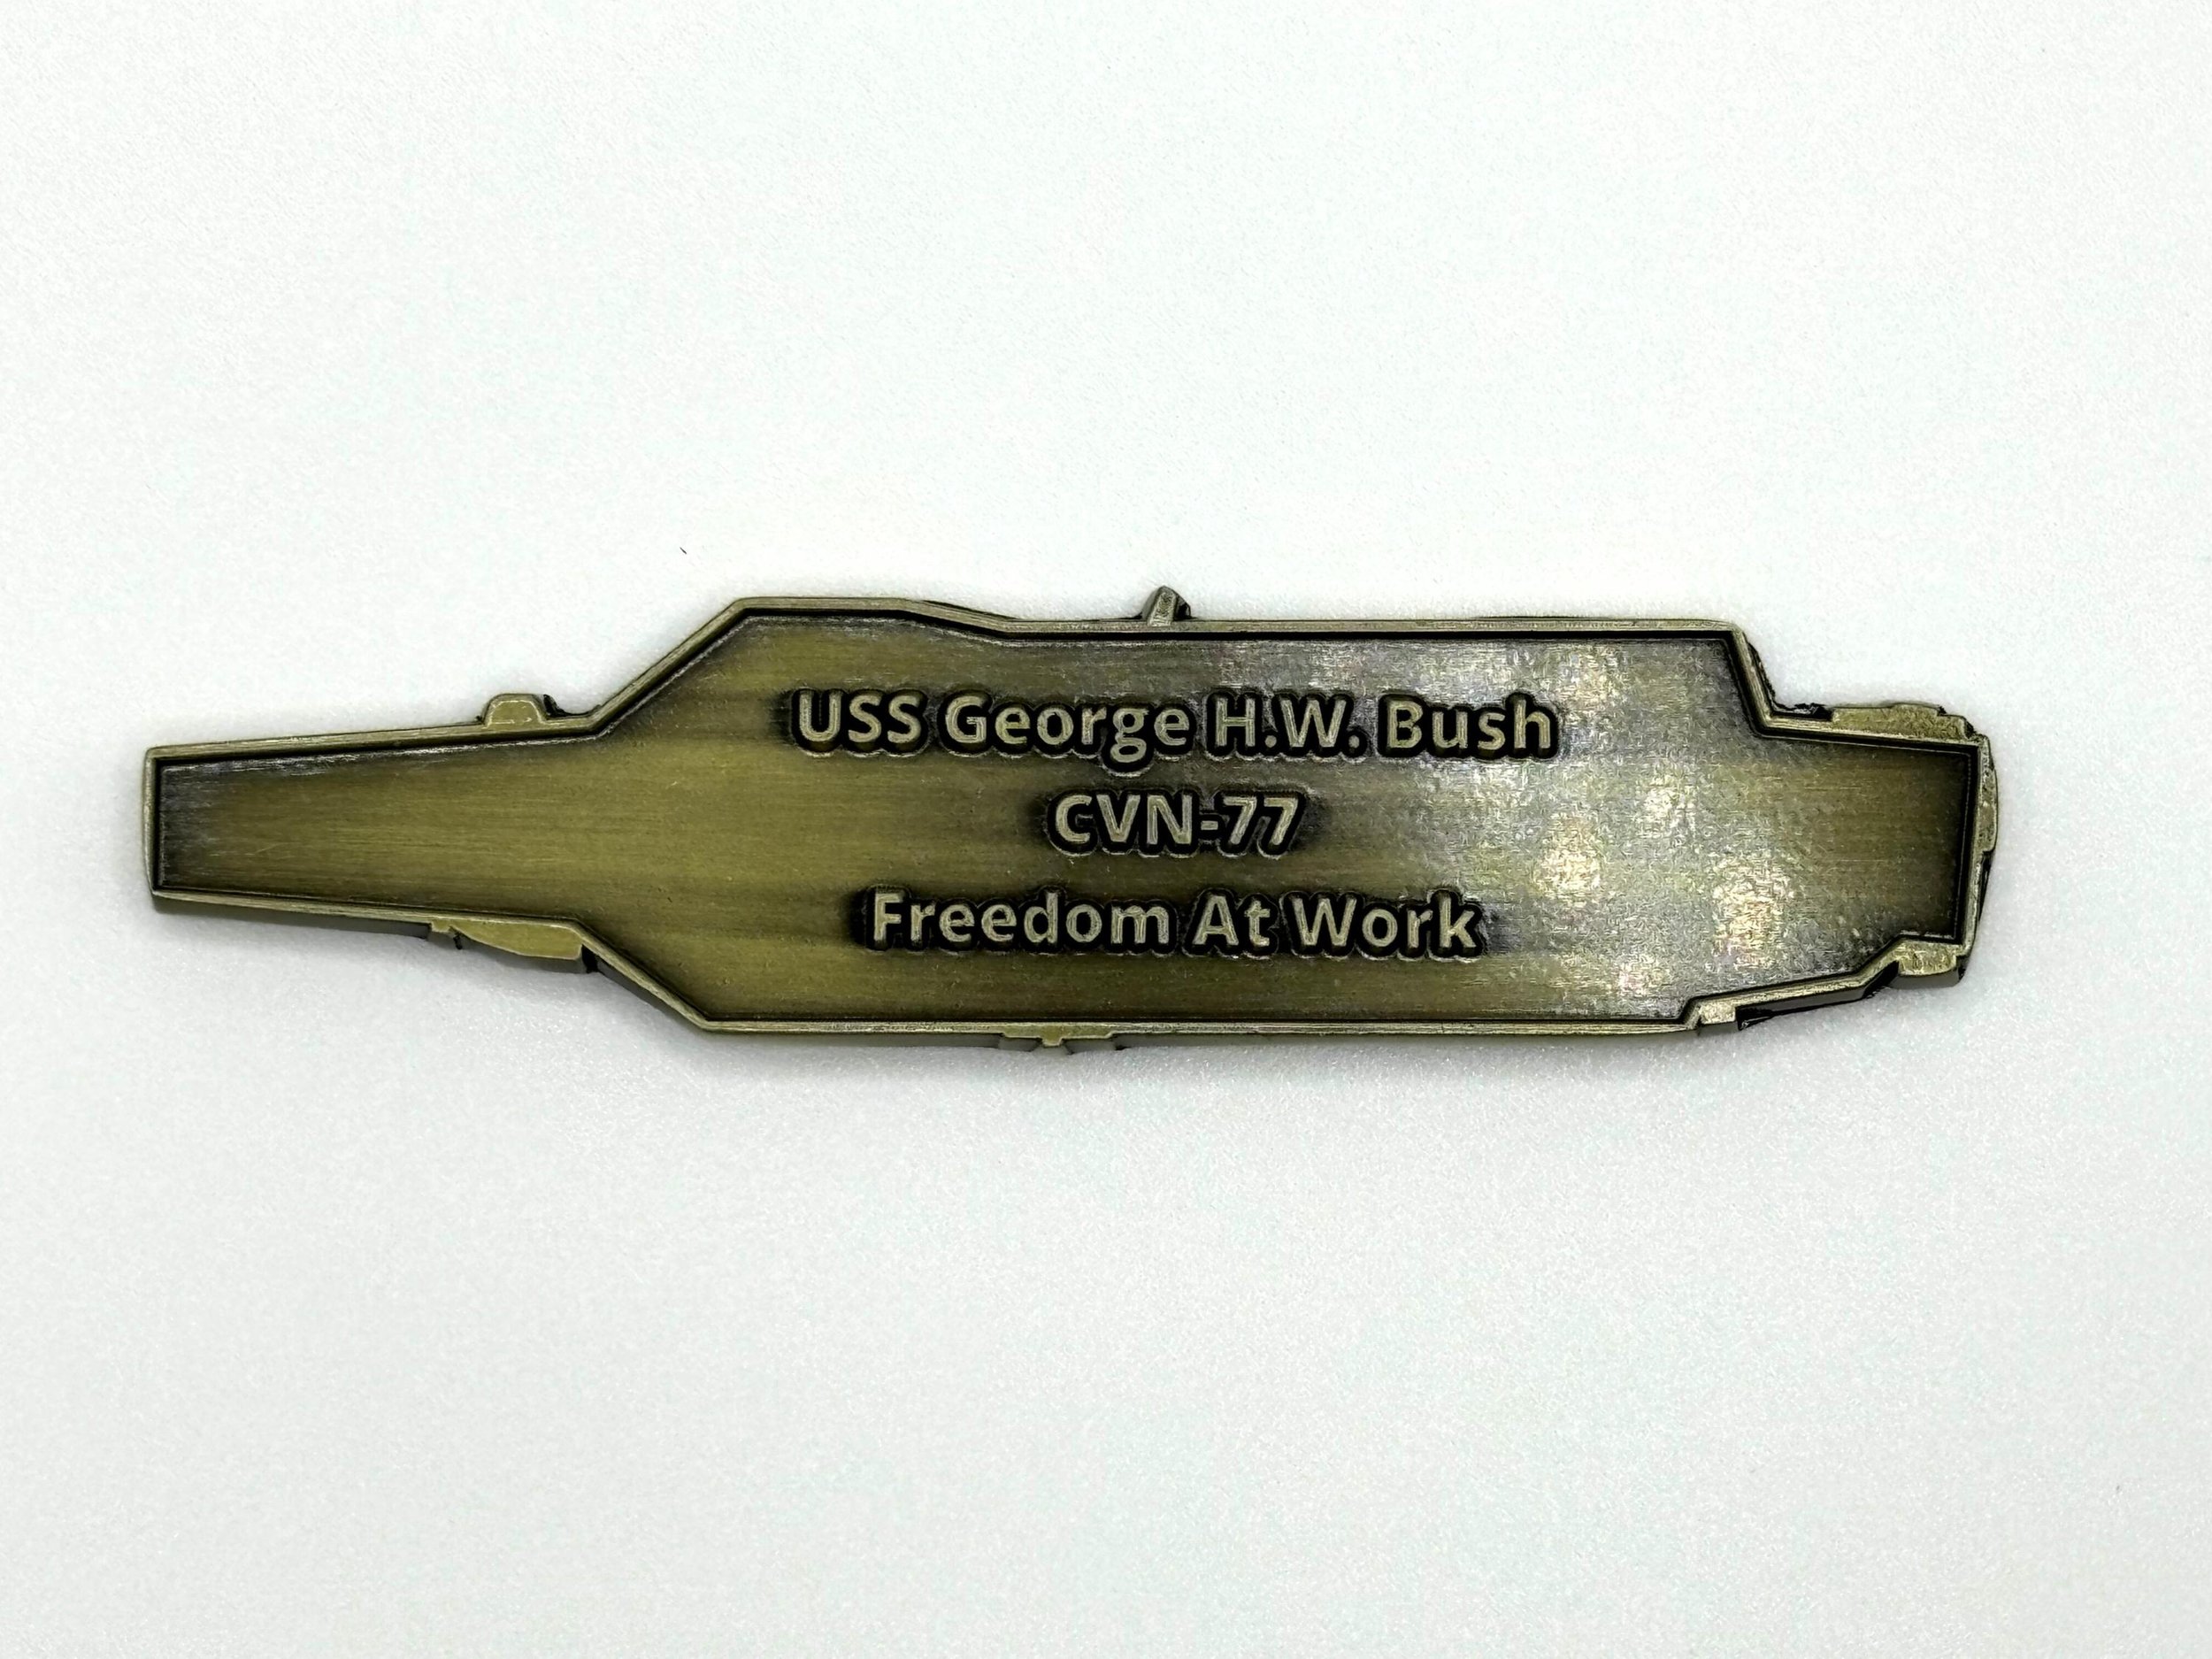 USS George H.W. Bush
CVN-77
Freedom At Work